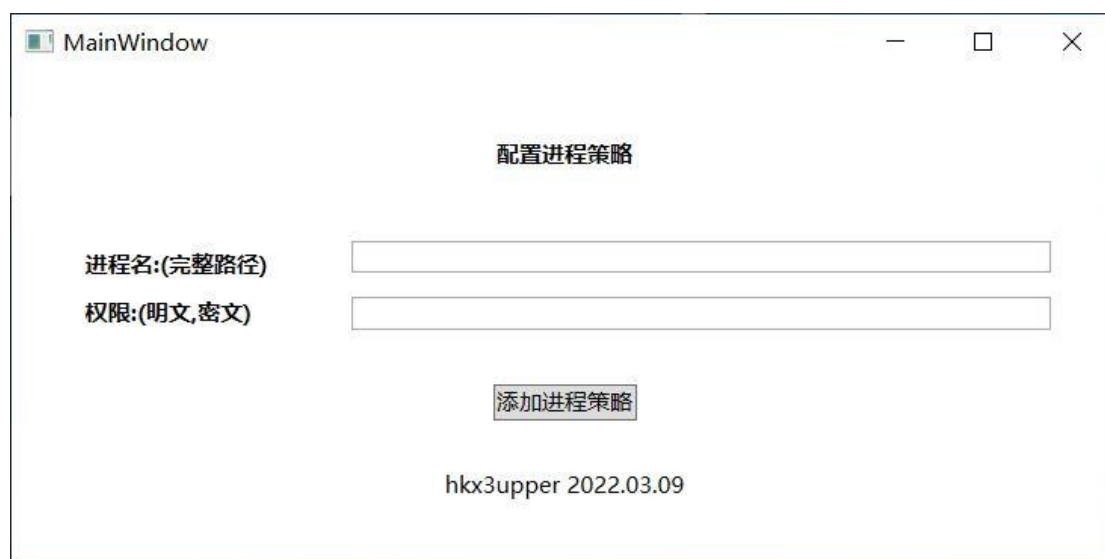 MainWindow
配置进程策略
进程名:(完整路径)
权限:(明文,密文)
添加进程策略
hkx3upper 2022.03.09